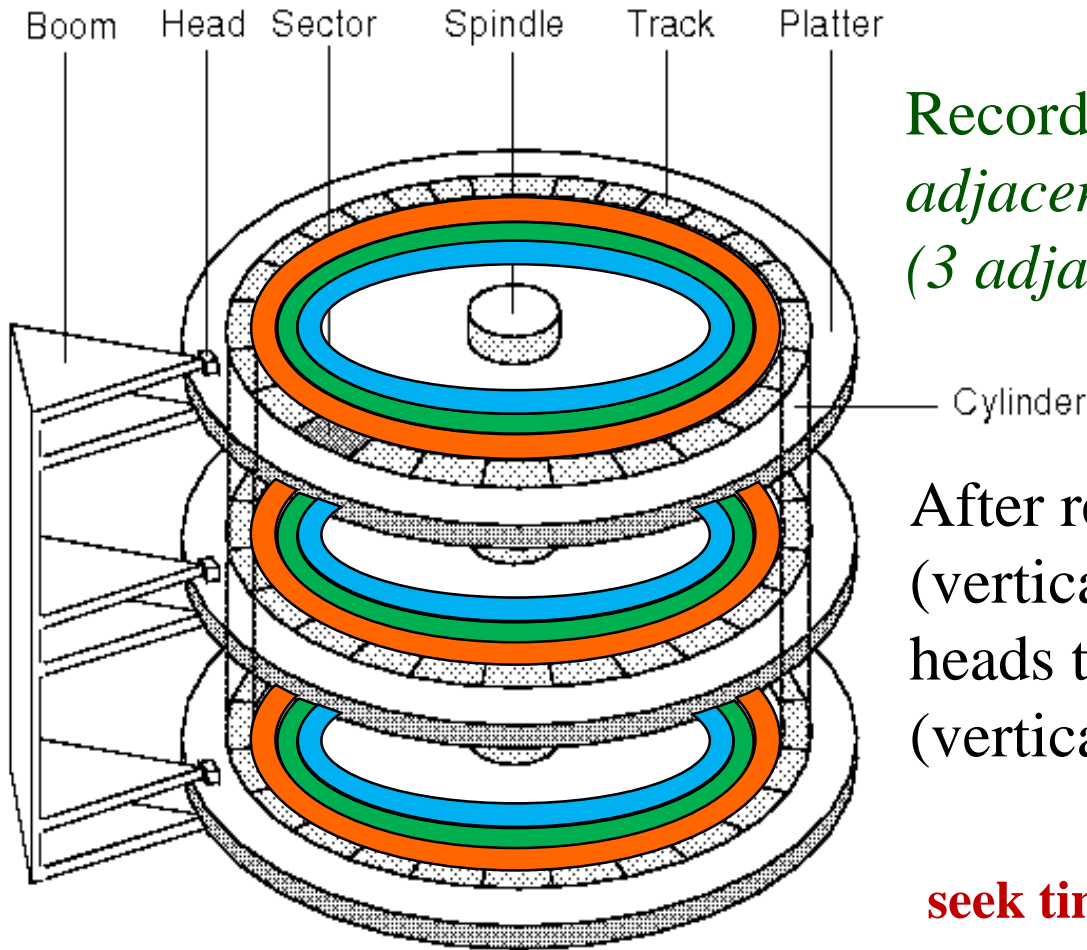 Boom Head Sector Spindle Track Platter
Record
adjacen
(3 adja
Cylinder
After re
(vertica
heads t
(vertica
seek tim